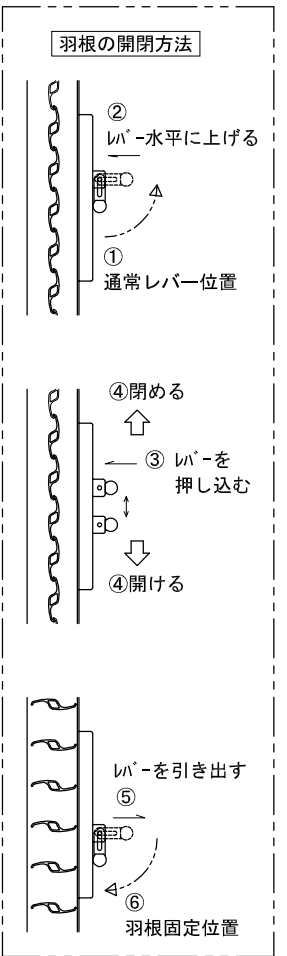 羽根の開閉方法
②
ﾚﾊﾞｰ水平に上げる
①
通常レバー位置
④閉める
③ ﾚﾊﾞｰを
押し込む
④開ける
ﾚﾊﾞｰを引き出す
⑤
⑥
羽根固定位置